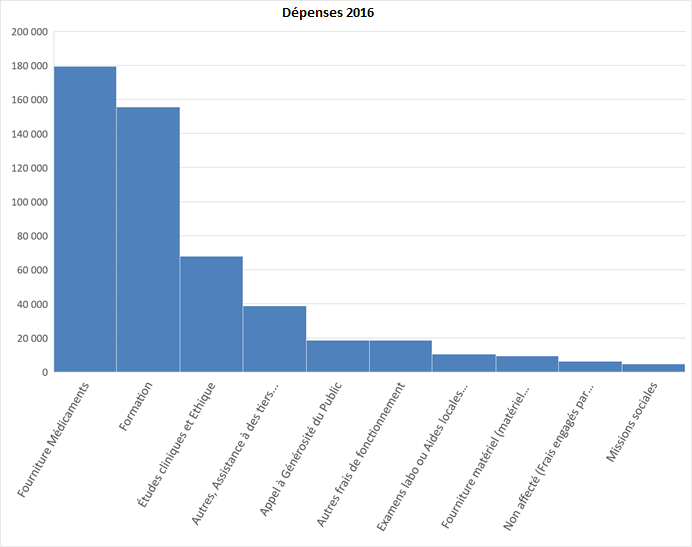 Dépenses 2016
200 000
180 000
160 000
140 000
120 000
100 000
80 000
60 000
40 000
20 000
0
Fourniture Médicaments
Formation
Études cliniques et Ethique
Autres, Assistance à des tiers...
Appel à Générosité du Public
Autres frais de fonctionnement
Examens labo ou Aides locales...
Fourniture matériel (matériel...
Non affecté (Frais engagés par...
Missions sociales